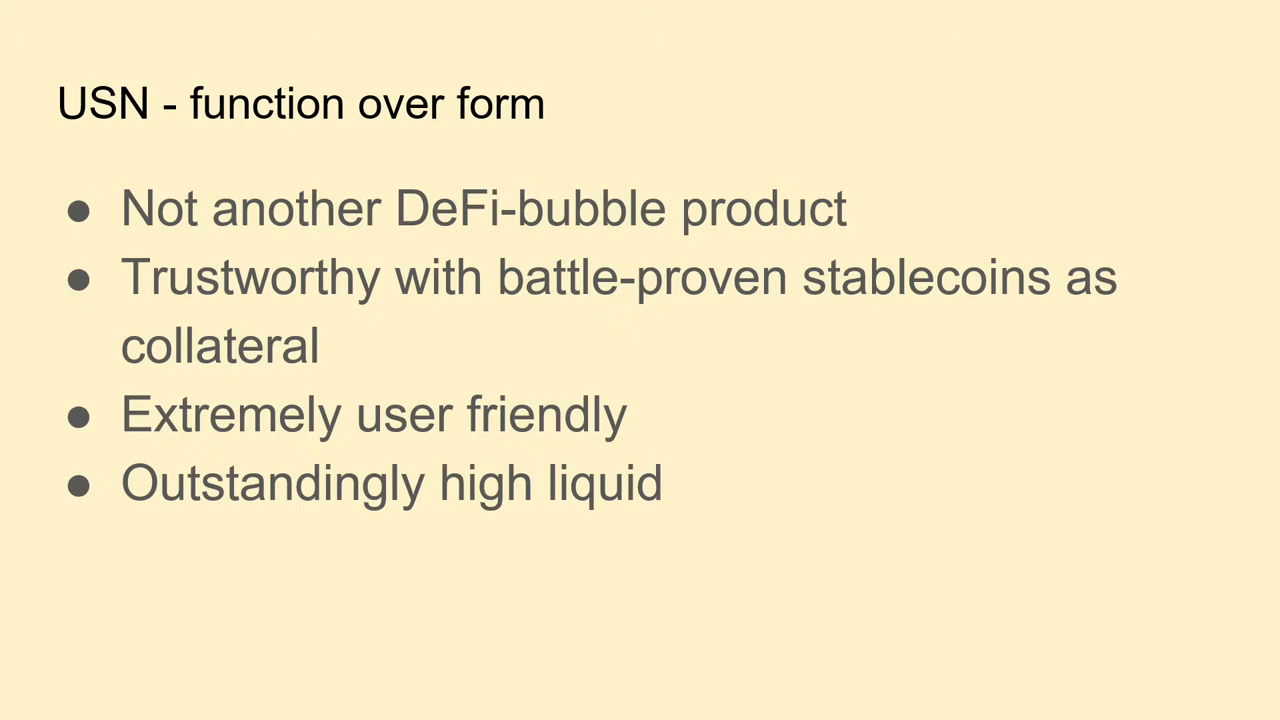 USN - function over form
● Not another DeFi-bubble product
● Trustworthy with battle-proven stablecoins as
collateral
● Extremely user friendly
● Outstandingly high liquid